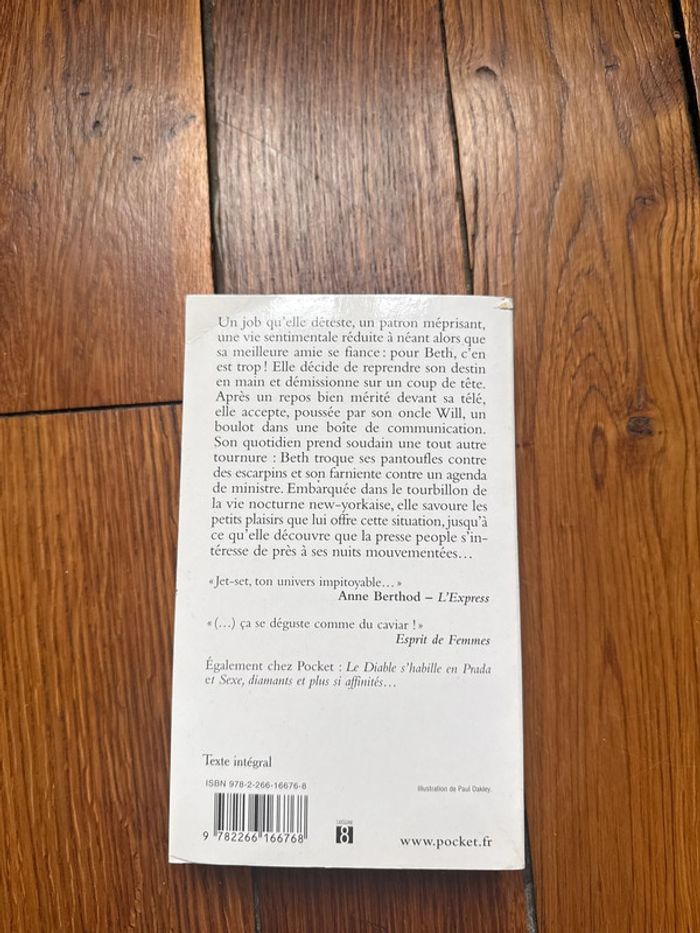 Un job qu'elle déteste, un patron méprisant,
une vie sentimentale réduite à néant alors que
sa meilleure amie se fiance : pour Beth, c'en
est trop ! Elle décide de reprendre son destin
en main et démissionne sur un coup de tête.
Après un repos bien mérité devant sa télé,
elle accepte, poussée par son oncle Will, un
boulot dans une boîte de communication.
Son quotidien prend soudain une tout autre
tournure : Beth troque ses pantoufles contre
des escarpins et son farniente contre un agenda
de ministre. Embarquée dans le tourbillon de
la vie nocturne new-yorkaise, elle savoure les
petits plaisirs que lui offre cette situation, jusqu'à
ce qu'elle découvre que la presse people s'in-
téresse de près à ses nuits mouvementées…
« Jet-set, ton univers impitoyable… »
Anne Berthod – L'Express
« (…) ça se déguste comme du caviar ! »
Esprit de Femmes
Également chez Pocket : Le Diable s'habille en Prada
et Sexe, diamants et plus si affinités…
Texte intégral
ISBN 978-2-266-16676-8
Illustration de Paul Oakley.
9 782266 166768
8
www.pocket.fr